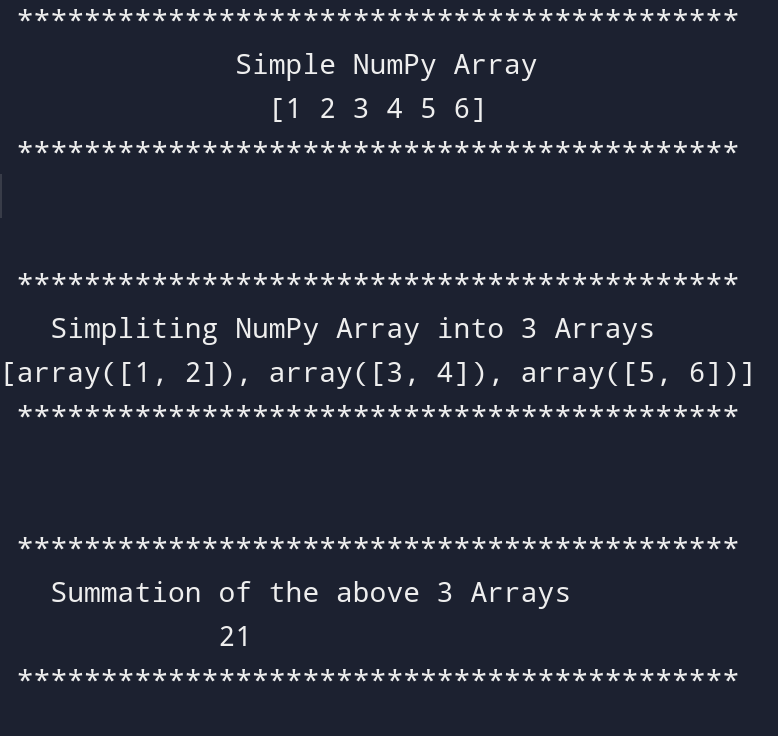 *******************************************
Simple NumPy Array
[1 2 3 4 5 6]
*******************************************
*******************************************
Simpliting NumPy Array into 3 Arrays
[array([1, 2]), array([3, 4]), array([5, 6])]
*******************************************
*******************************************
Summation of the above 3 Arrays
21
*******************************************